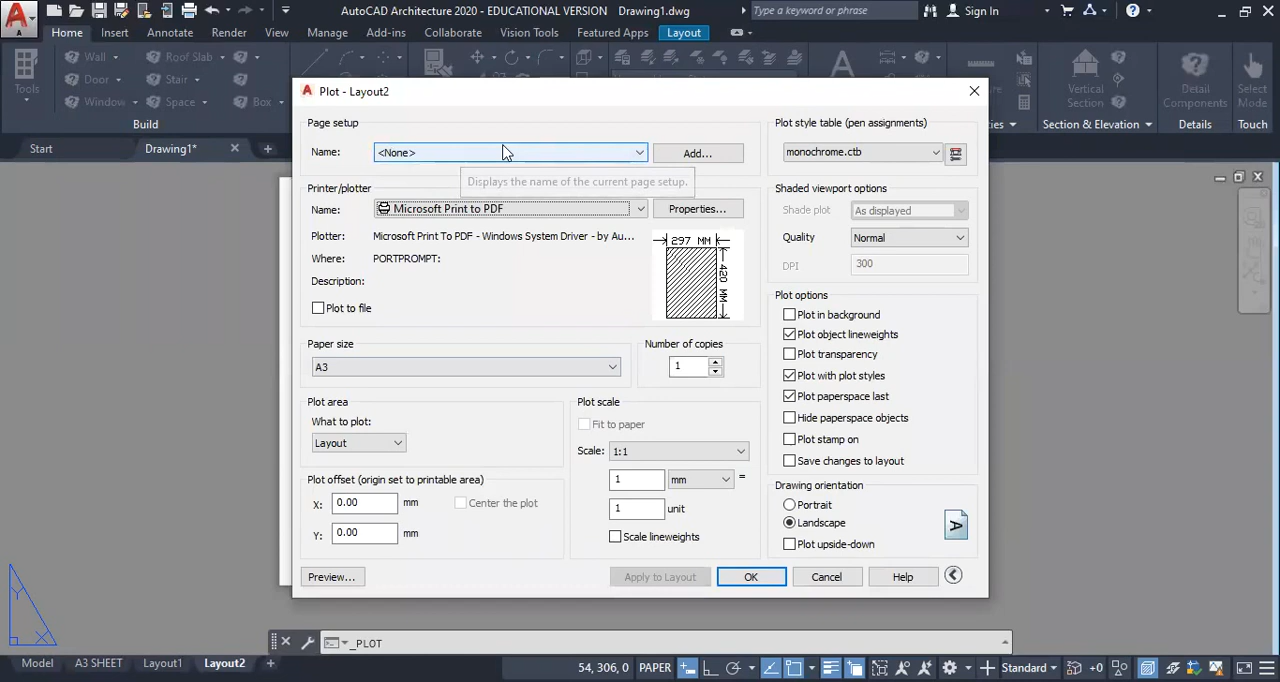 A
AutoCAD Architecture 2020 - EDUCATIONAL VERSION Drawing1.dwg
Type a keyword or phrase
Sign In
Home
Insert
Annotate
Render
View
Manage
Add-ins
Collaborate
Vision Tools
Featured Apps
Layout
Tools
Wall
Roof Slab
Door
Stair
Window
Space
Box
Build
A
Vertical
Section
Section & Elevation
Detail
Components
Details
Select
Mode
Touch
Start
Drawing1*
Plot - Layout2
Page setup
Name:
<None>
Add...
Displays the name of the current page setup.
Printer/plotter
Name:
Microsoft Print to PDF
Properties...
Plotter:
Microsoft Print To PDF - Windows System Driver - by Au...
Where:
PORTPROMPT:
Description:
Plot to file
297 MM
420 MM
Paper size
A3
Number of copies
1
Plot area
What to plot:
Layout
Plot scale
Fit to paper
Scale:
1:1
1
mm
=
1
unit
Scale lineweights
Plot offset (origin set to printable area)
X:
0.00
mm
Center the plot
Y:
0.00
mm
Plot style table (pen assignments)
monochrome.ctb
Shaded viewport options
Shade plot
As displayed
Quality
Normal
DPI
300
Plot options
Plot in background
Plot object lineweights
Plot transparency
Plot with plot styles
Plot paperspace last
Hide paperspace objects
Plot stamp on
Save changes to layout
Drawing orientation
Portrait
Landscape
Plot upside-down
A
Preview...
Apply to Layout
OK
Cancel
Help
Y
X
_PLOT
Model
A3 SHEET
Layout1
Layout2
54, 306, 0
PAPER
Standard
+0